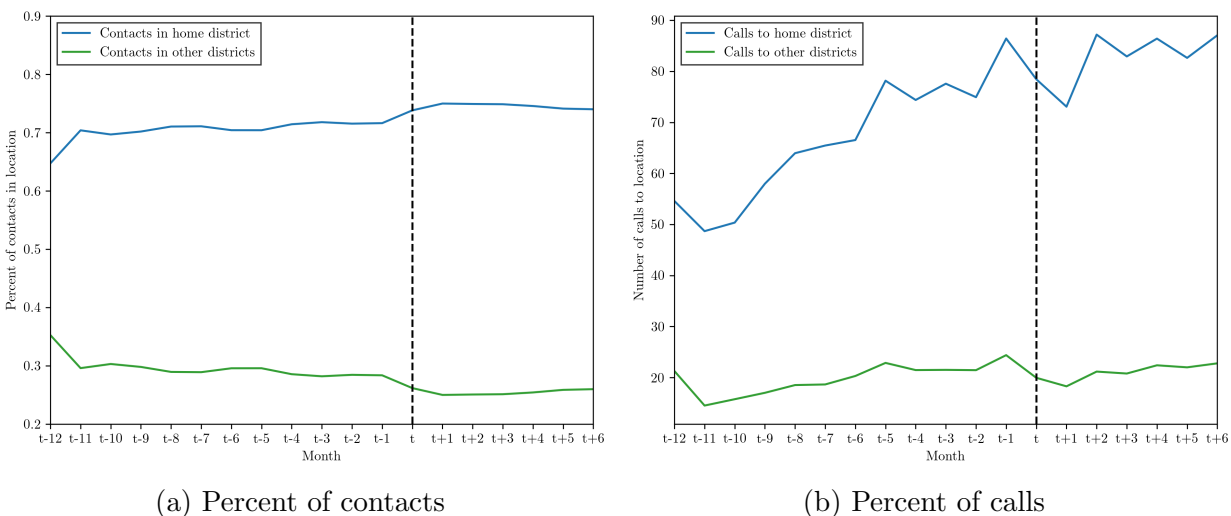 Percent of contacts in location
0.9
0.8
0.7
0.6
0.5
0.4
0.3
0.2
Contacts in home district
Contacts in other districts
t-12 t-11 t-10 t-9 t-8 t-7 t-6 t-5 t-4 t-3 t-2 t-1 t t+1 t+2 t+3 t+4 t+5 t+6
Month
(a) Percent of contacts
Number of calls to location
90
80
70
60
50
40
30
20
Calls to home district
Calls to other districts
t-12 t-11 t-10 t-9 t-8 t-7 t-6 t-5 t-4 t-3 t-2 t-1 t t+1 t+2 t+3 t+4 t+5 t+6
Month
(b) Percent of calls